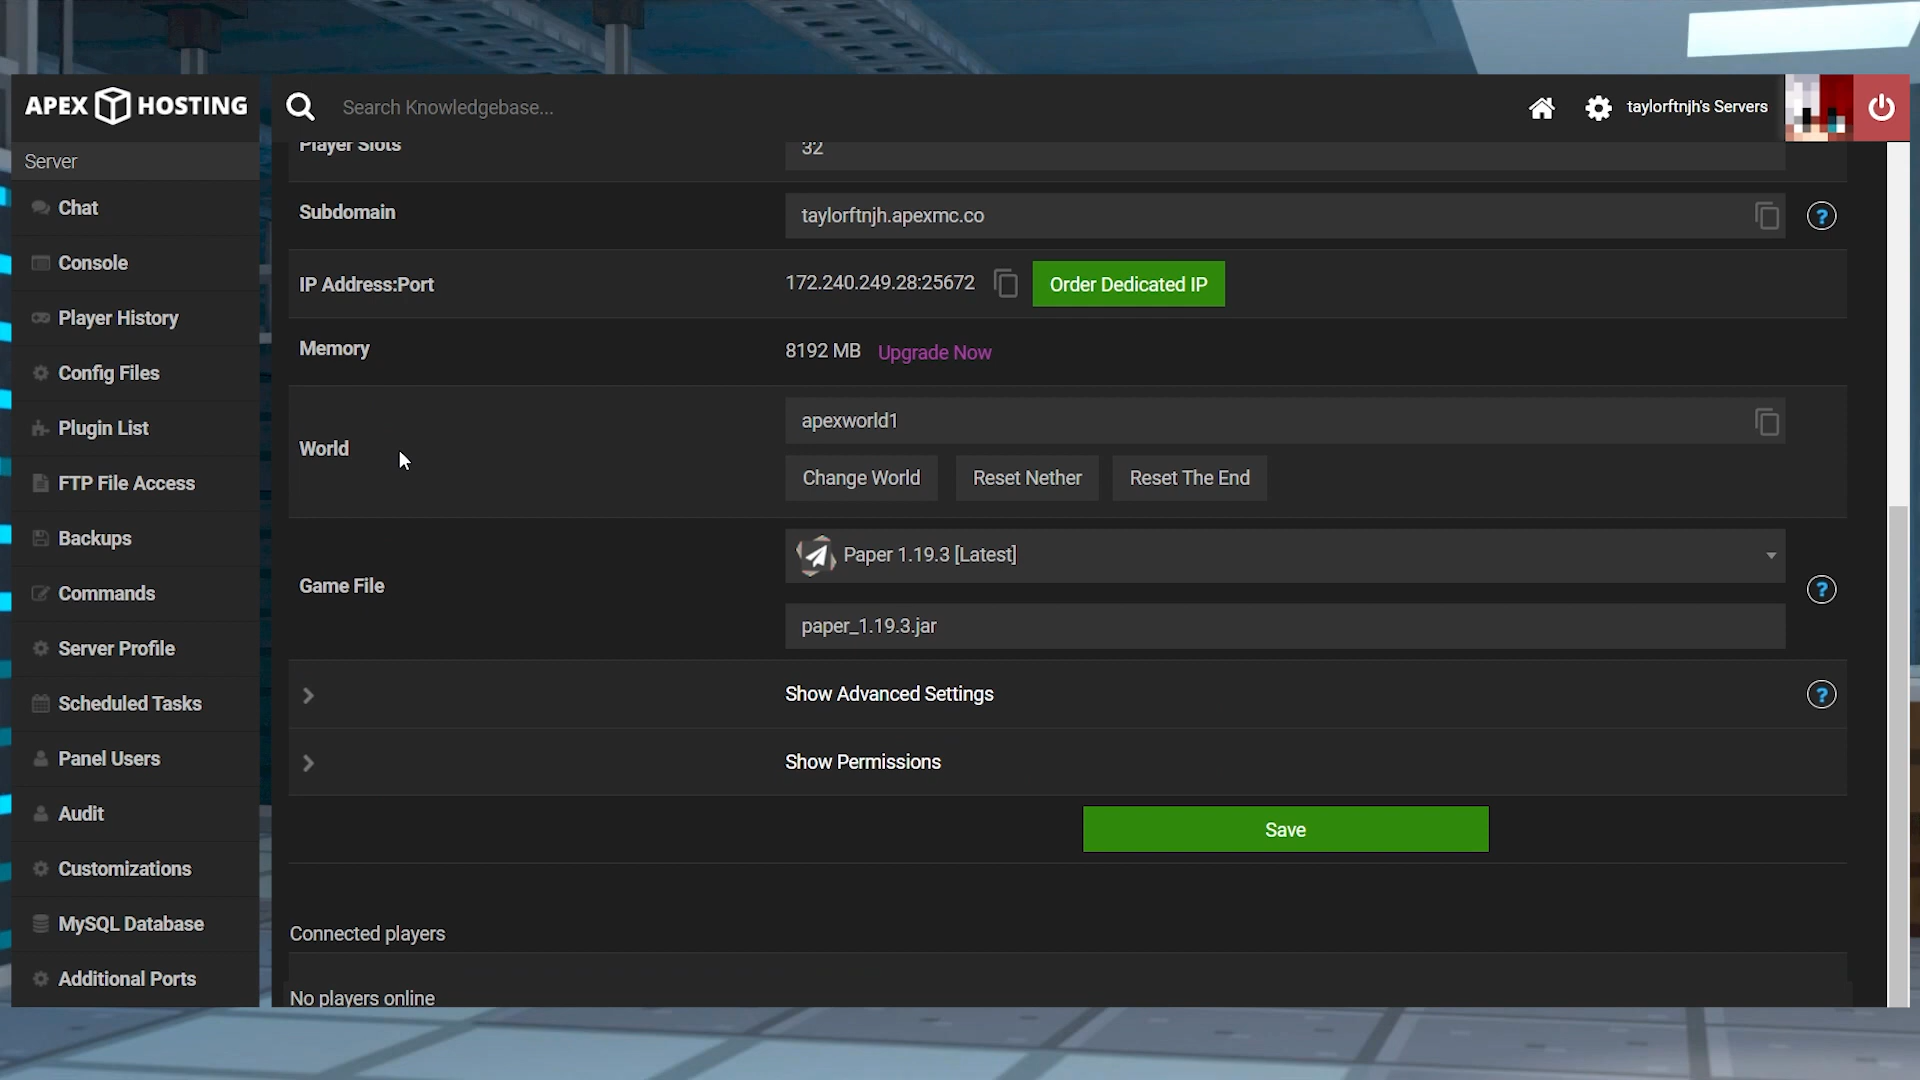 APEX HOSTING
Search Knowledgebase...
taylorftnjh's Servers
Server
Chat
Console
Player History
Config Files
Plugin List
FTP File Access
Backups
Commands
Server Profile
Scheduled Tasks
Panel Users
Audit
Customizations
MySQL Database
Additional Ports
Player Slots
32
Subdomain
taylorftnjh.apexmc.co
?
IP Address:Port
172.240.249.28:25672
Order Dedicated IP
Memory
8192 MB Upgrade Now
World
apexworld1
Change World
Reset Nether
Reset The End
Game File
Paper 1.19.3 [Latest]
?
paper_1.19.3.jar
Show Advanced Settings
?
Show Permissions
Save
Connected players
No players online